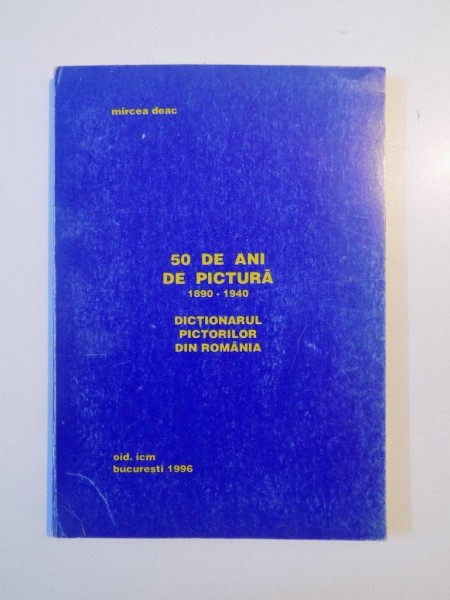 mircea deac
50 DE ANI
DE PICTURĂ
1890 - 1940
DICȚIONARUL
PICTORILOR
DIN ROMÂNIA
oid. icm
bucurești 1996